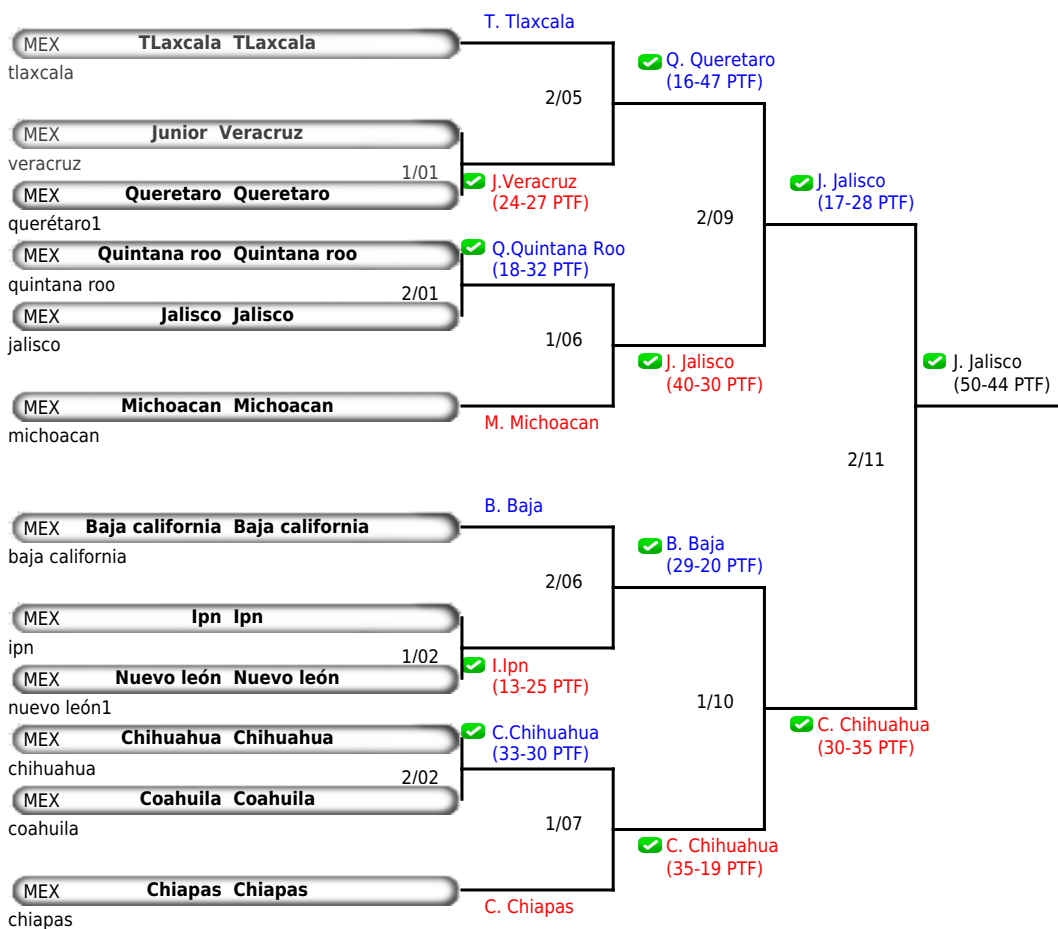 T. Tlaxcala
MEX TLaxcala TLaxcala
tlaxcala
Q. Queretaro
(16-47 PTF)
2/05
MEX Junior Veracruz
veracruz
1/01
J.Veracruz
(24-27 PTF)
MEX Queretaro Queretaro
querétaro1
J. Jalisco
(17-28 PTF)
2/09
MEX Quintana roo Quintana roo
quintana roo
Q.Quintana Roo
(18-32 PTF)
2/01
MEX Jalisco Jalisco
jalisco
1/06
J. Jalisco
(40-30 PTF)
J. Jalisco
(50-44 PTF)
MEX Michoacan Michoacan
michoacan
M. Michoacan
2/11
B. Baja
MEX Baja california Baja california
baja california
B. Baja
(29-20 PTF)
2/06
MEX Ipn Ipn
ipn
1/02
I.Ipn
(13-25 PTF)
MEX Nuevo león Nuevo león
nuevo león1
1/10
MEX Chihuahua Chihuahua
chihuahua
C.Chihuahua
(33-30 PTF)
C. Chihuahua
(30-35 PTF)
2/02
MEX Coahuila Coahuila
coahuila
1/07
C. Chihuahua
(35-19 PTF)
MEX Chiapas Chiapas
chiapas
C. Chiapas